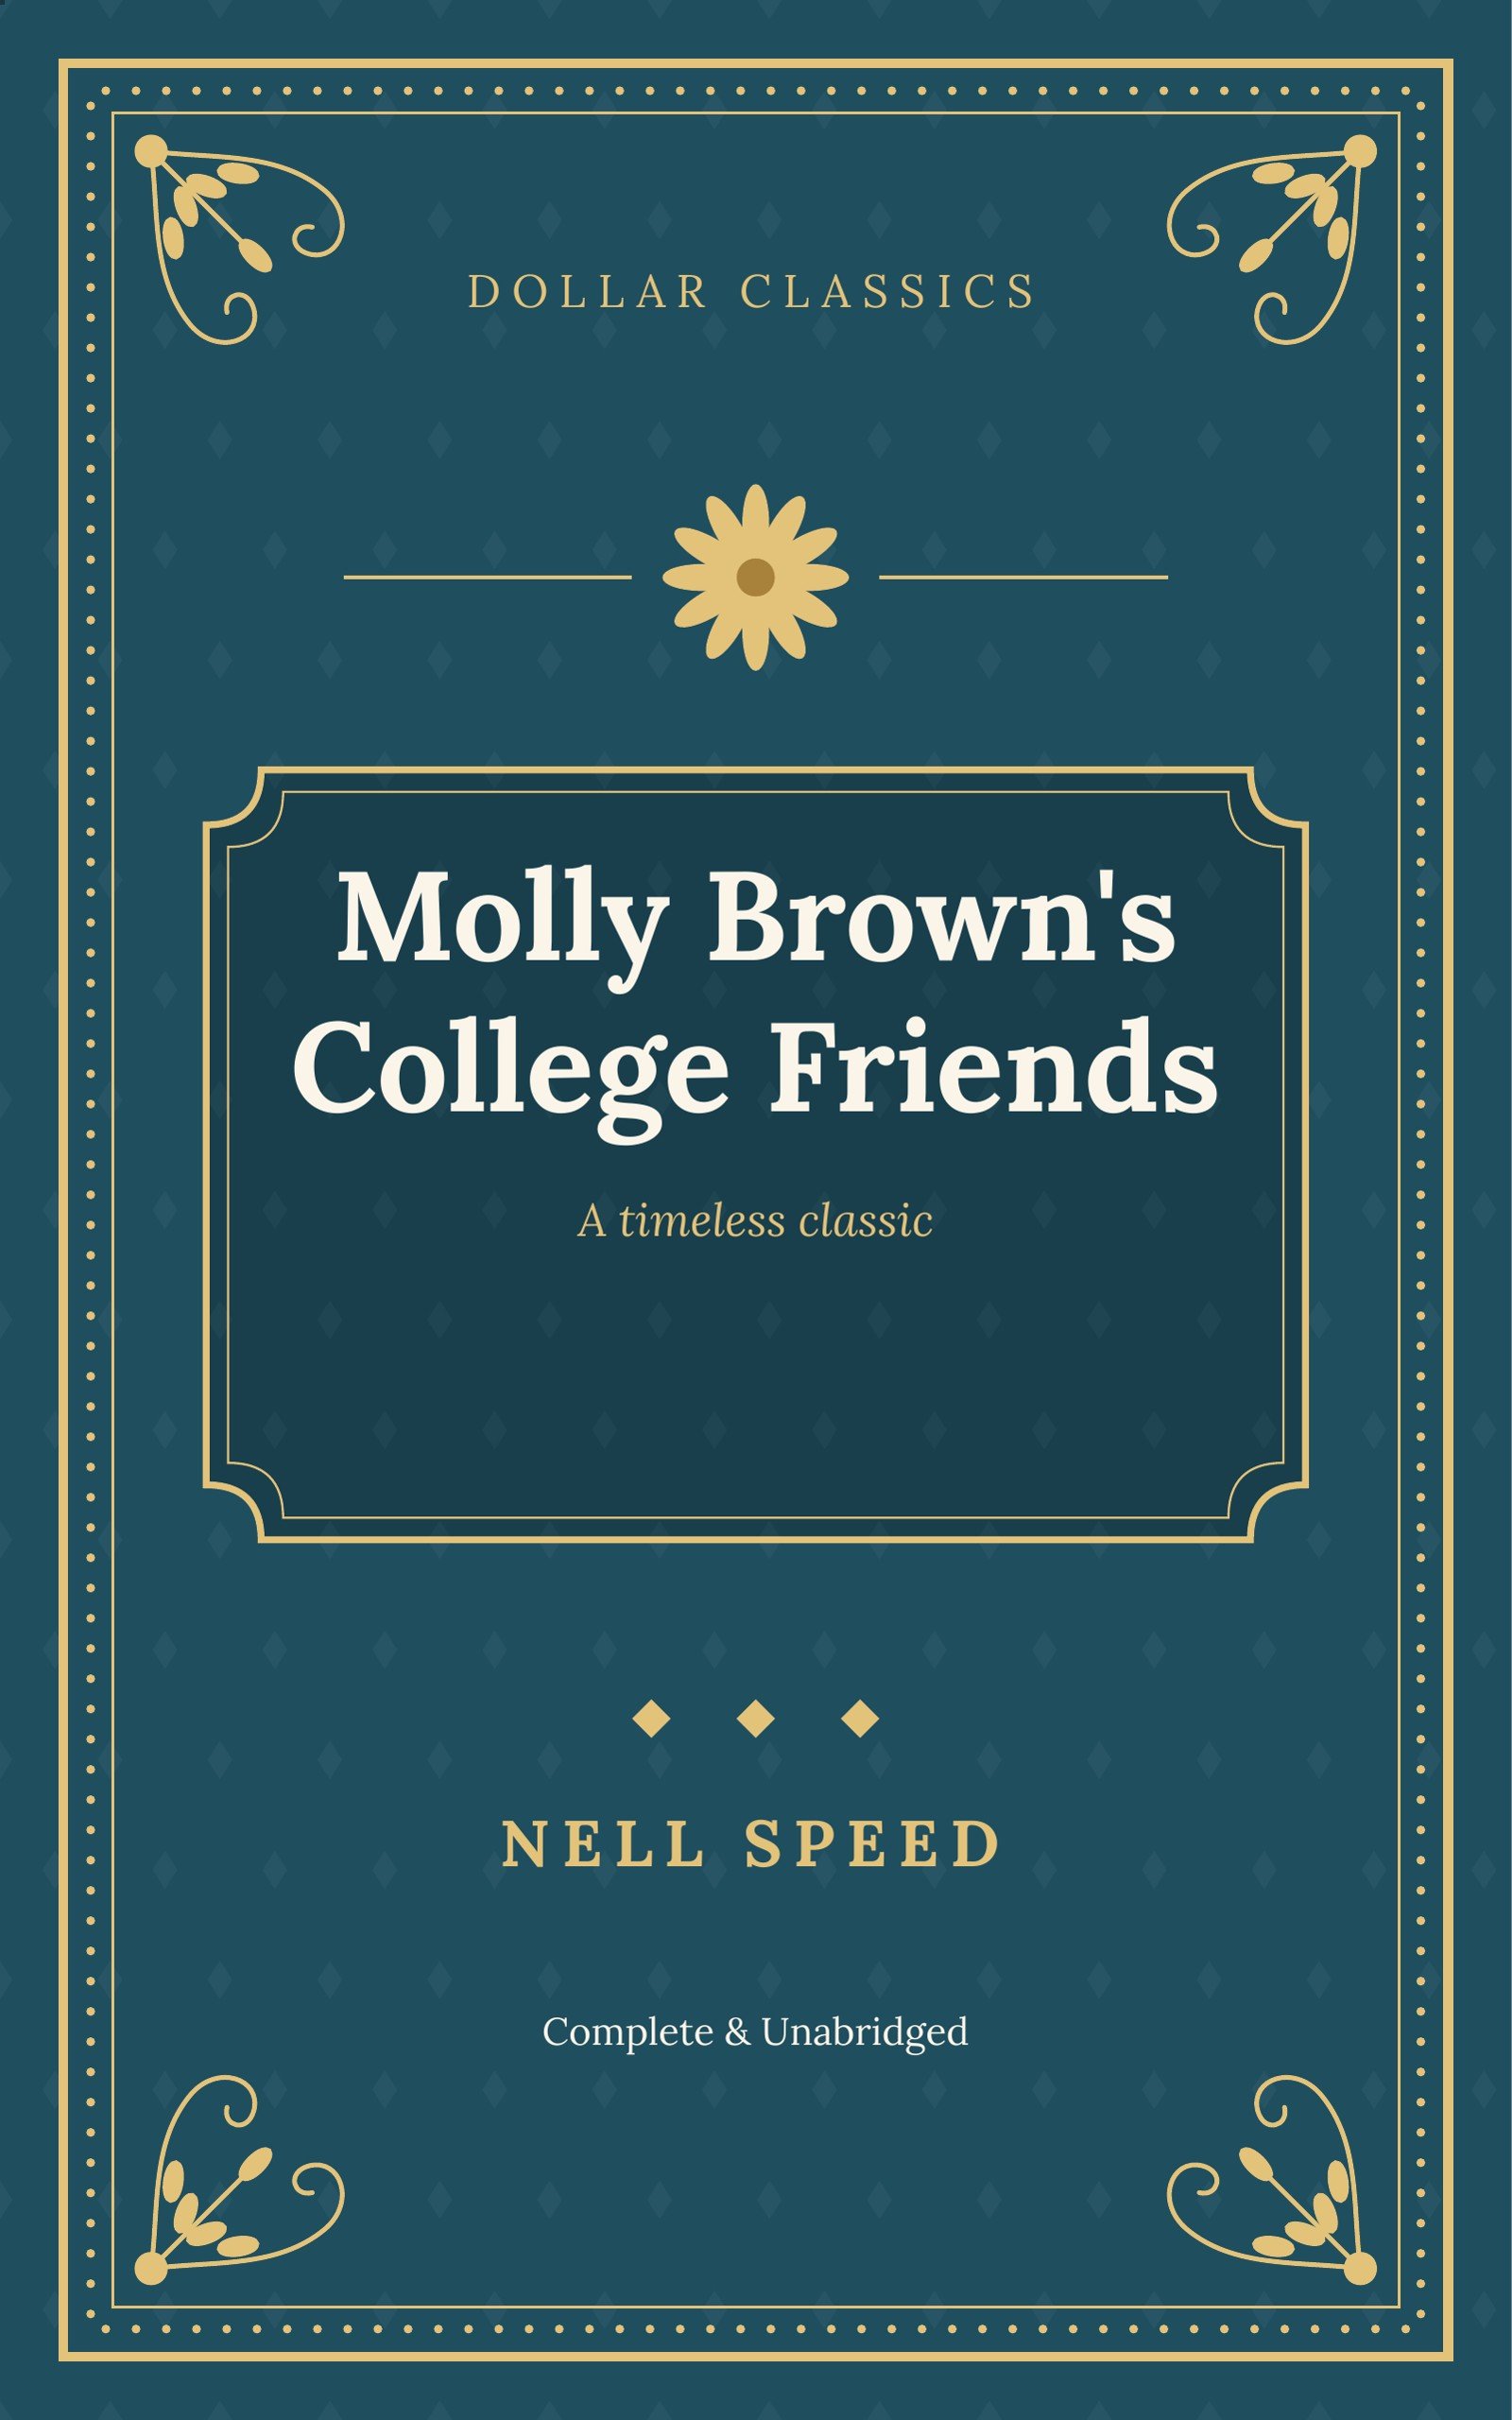 DOLLAR CLASSICS
Molly Brown's
College Friends
A timeless classic
NELL SPEED
Complete & Unabridged